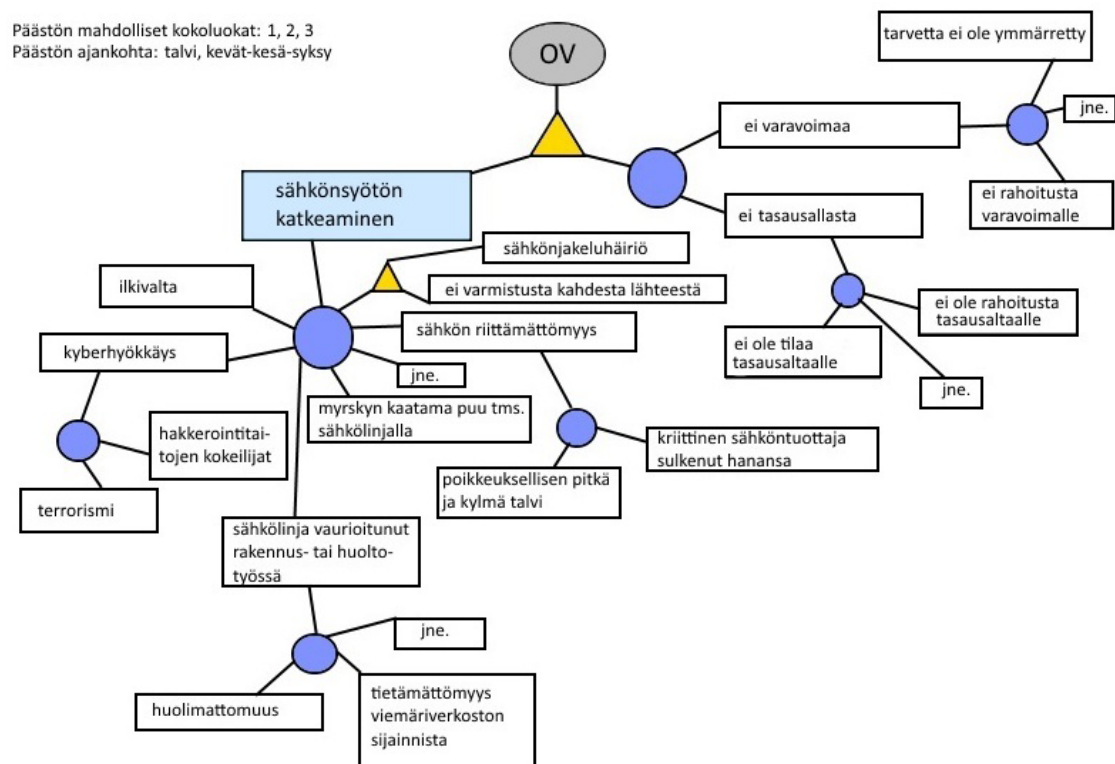 Päästön mahdolliset kokoluokat: 1, 2, 3
Päästön ajankohta: talvi, kevät-kesä-syksy
OV
tarvetta ei ole ymmärretty
jne.
ei varavoimaa
ei rahoitusta
varavoimalle
sähkönsyötön
katkeaminen
ei tasausallasta
sähkönjakeluhäiriö
ilkivalta
ei varmistusta kahdesta lähteestä
ei ole rahoitusta
tasausaltaalle
sähkön riittämättömyys
ei ole tilaa
tasausaltaalle
kyberhyökkäys
jne.
jne.
myrskyn kaatama puu tms.
sähkölinjalla
hakkerointitai-
tojen kokeilijat
kriittinen sähköntuottaja
sulkenut hanansa
poikkeuksellisen pitkä
ja kylmä talvi
terrorismi
sähkölinja vaurioitunut
rakennus- tai huolto-
työssä
jne.
huolimattomuus
tietämättömyys
viemäriverkoston
sijainnista